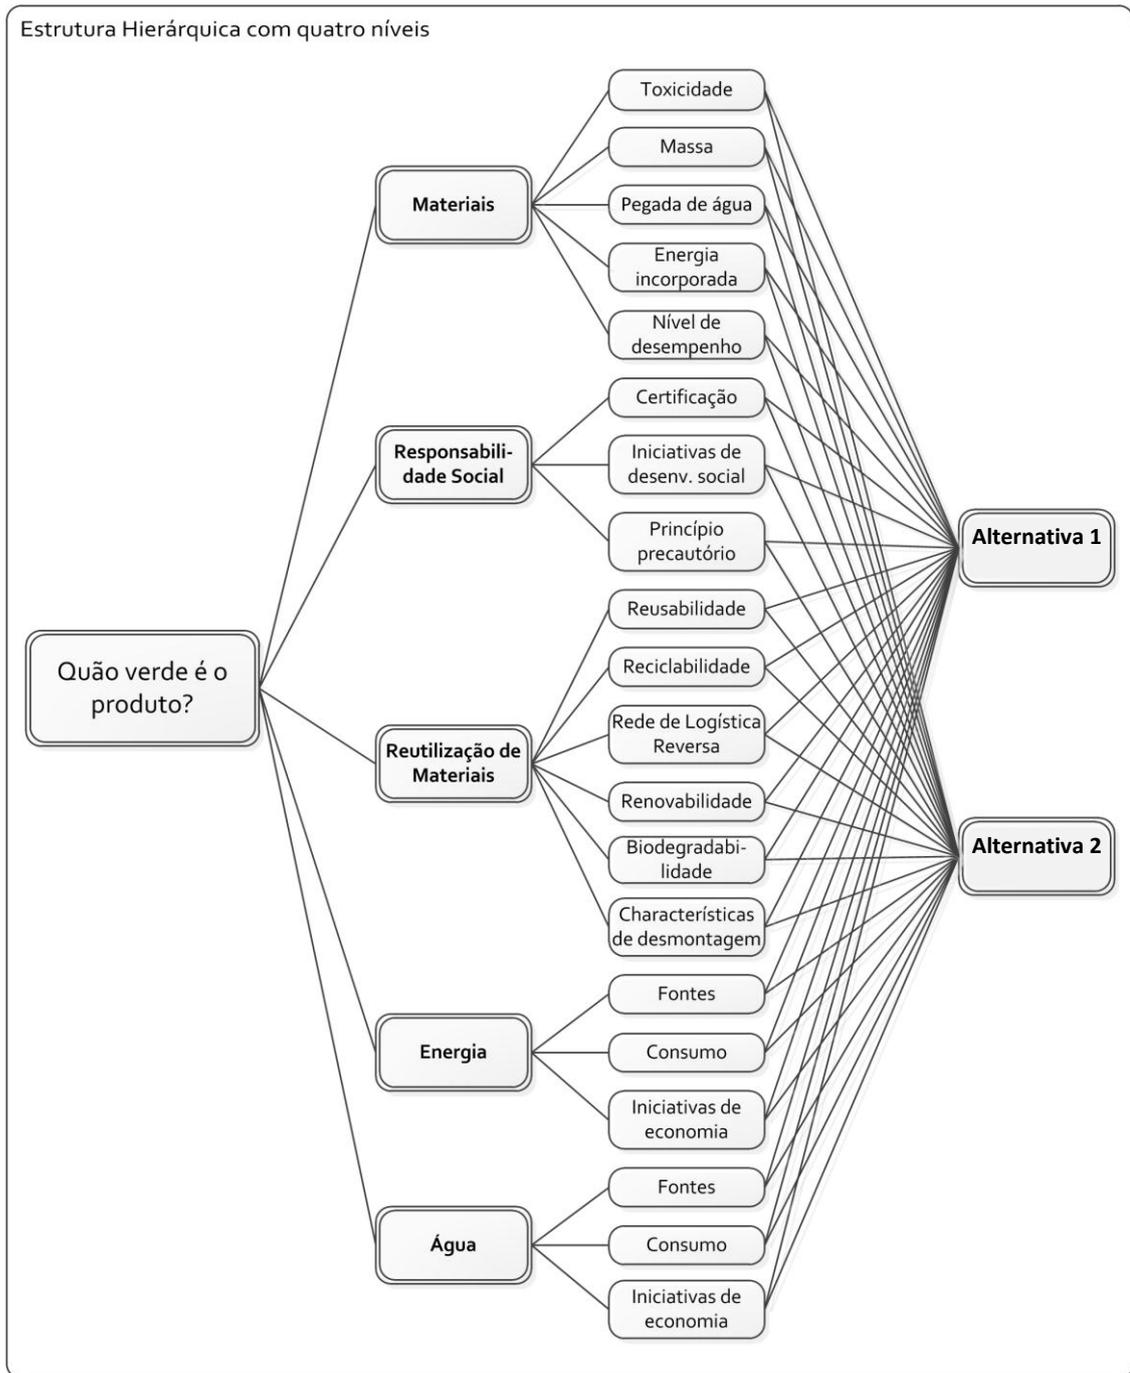 Estrutura Hierárquica com quatro níveis
Quão verde é o
produto?
Materiais
Toxicidade
Massa
Pegada de água
Energia
incorporada
Nível de
desempenho
Responsabili-
dade Social
Certificação
Iniciativas de
desenv. social
Princípio
precautório
Reutilização de
Materiais
Reusabilidade
Reciclabilidade
Rede de Logística
Reversa
Renovabilidade
Biodegradabi-
lidade
Charactérísticas
de desmontagem
Energia
Fontes
Consumo
Iniciativas de
economia
Água
Fontes
Consumo
Iniciativas de
economia
Alternativa 1
Alternativa 2